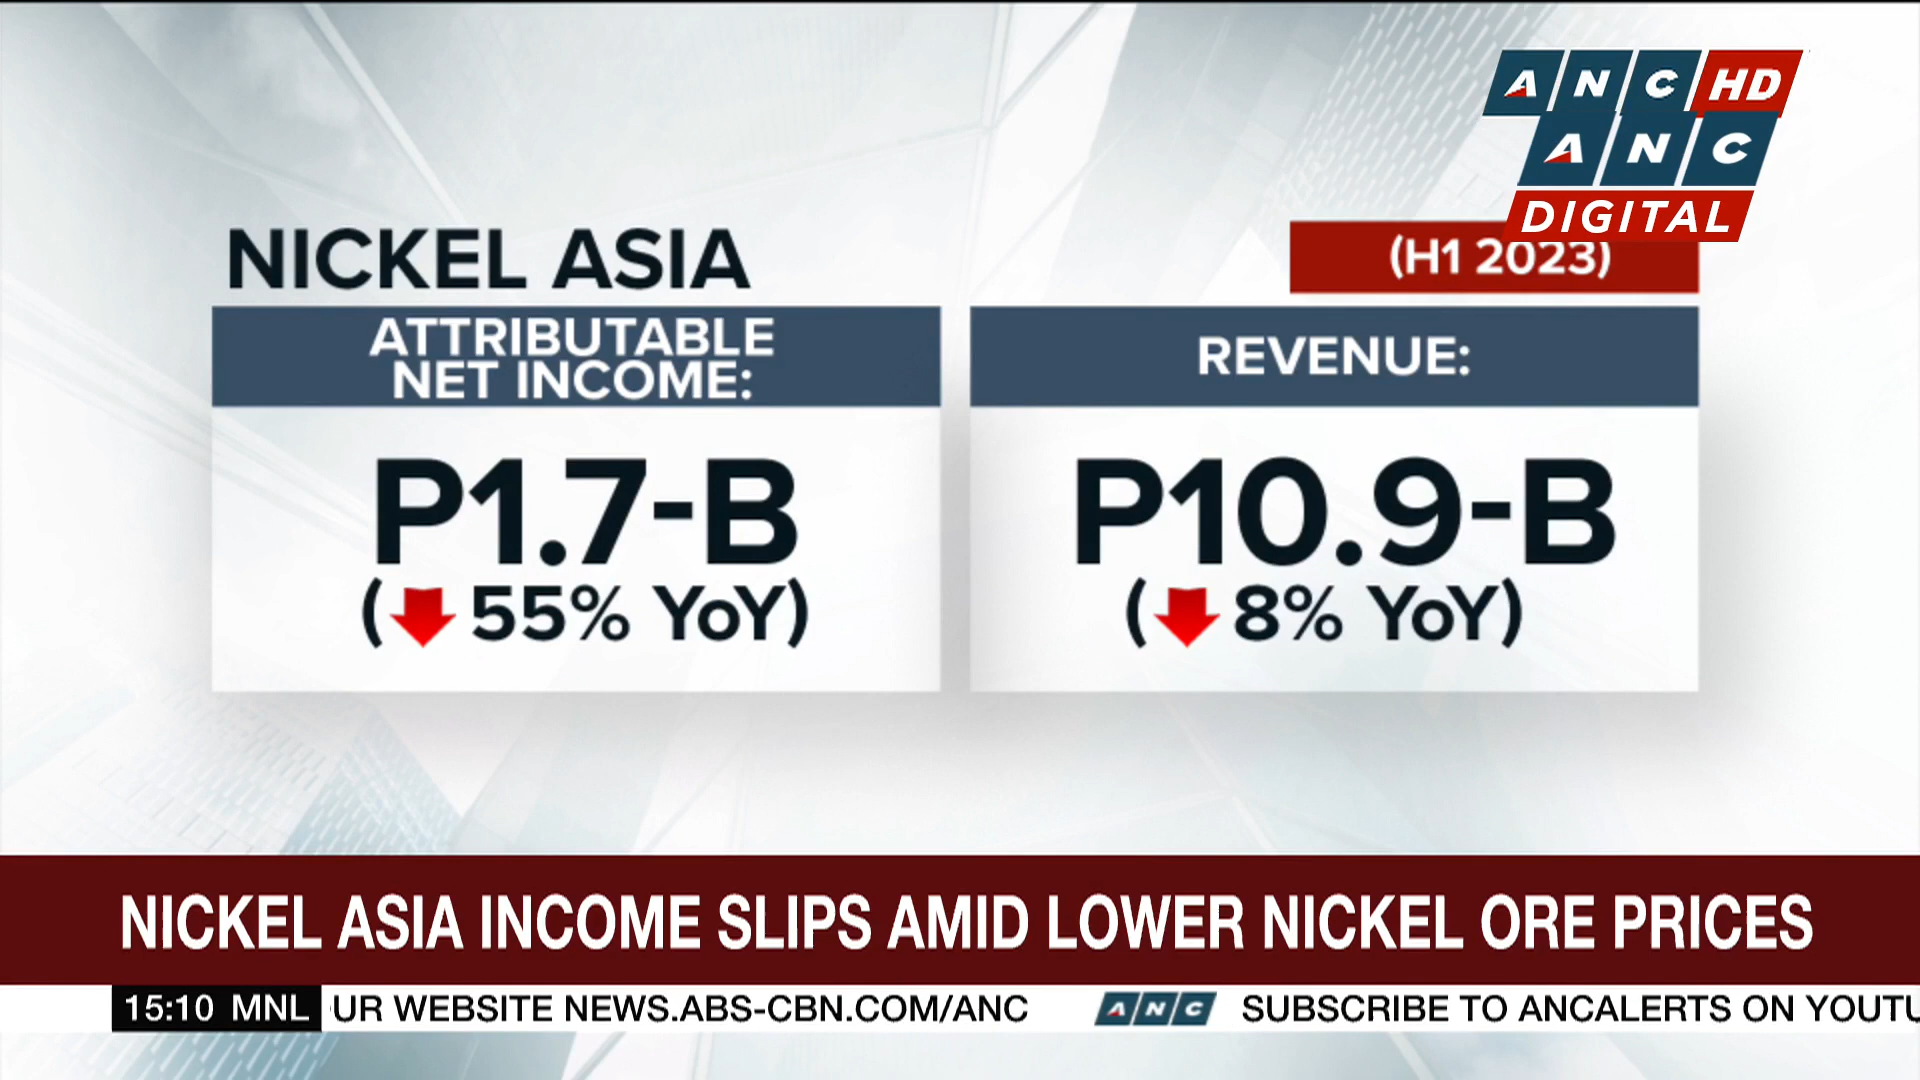 ANC HD
ANC
DIGITAL
NICKEL ASIA
(H1 2023)
ATTRIBUTABLE
NET INCOME:
P1.7-B
(55% YoY)
REVENUE:
P10.9-B
(8% YoY)
NICKEL ASIA INCOME SLIPS AMID LOWER NICKEL ORE PRICES
15:10 MNL UR WEBSITE NEWS.ABS-CBN.COM/ANC ANC SUBSCRIBE TO ANCALERTS ON YOUTU